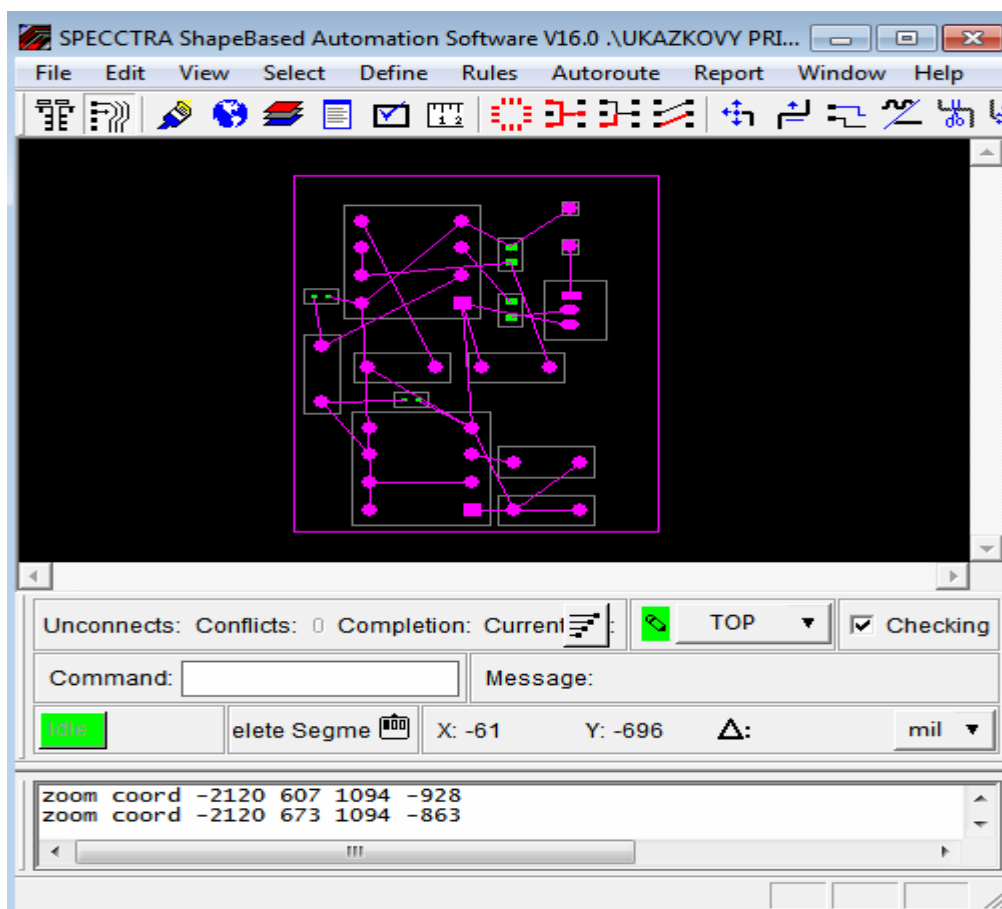 SPECCTRA ShapeBased Automation Software V16.0 .\UKAZKOVY PRI...
File Edit View Select Define Rules Autoroute Report Window Help
Unconnects: Conflicts: 0 Completion: Current : TOP Checking
Command: Message:
Idle elete Segme X: -61 Y: -696 Δ: mil
zoom coord -2120 607 1094 -928
zoom coord -2120 673 1094 -863